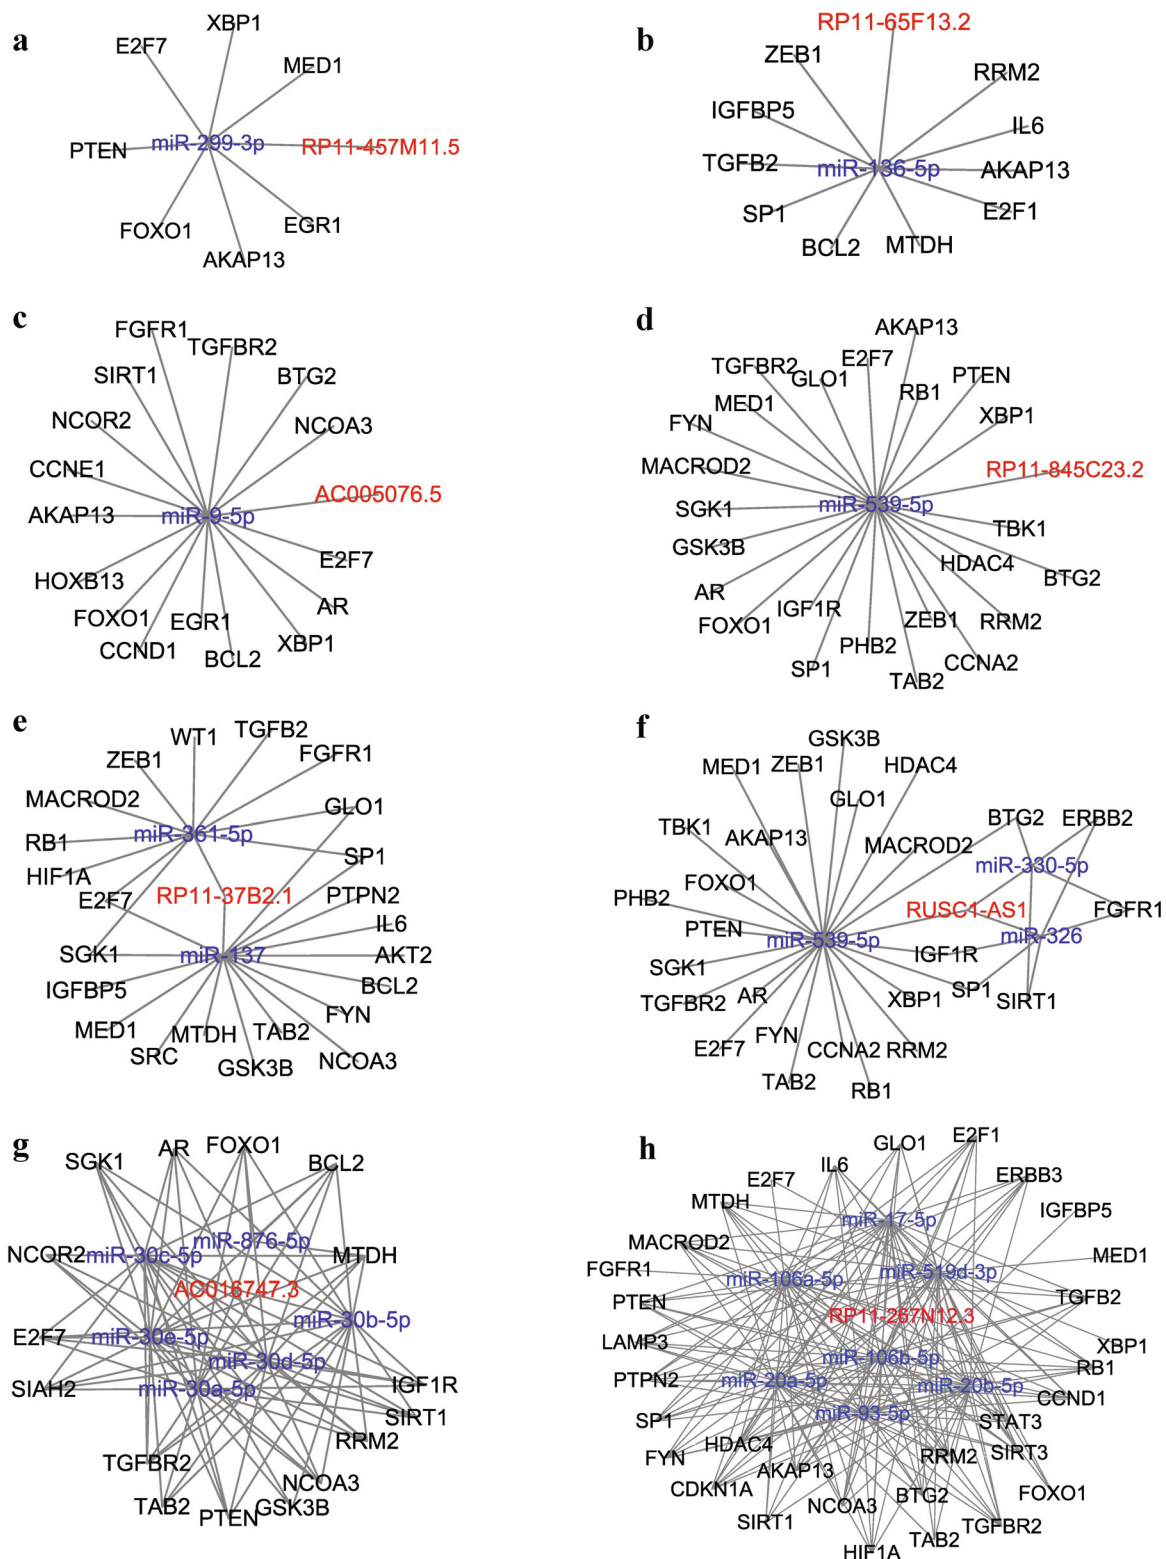 a
XBP1
E2F7
MED1
miR-299-3p
PTEN
RP11-457M11.5
FOXO1
EGR1
AKAP13
b
RP11-65F13.2
ZEB1
RRM2
IGFBP5
IL6
TGFB2
miR-136-5p
AKAP13
SP1
E2F1
BCL2
MTDH
c
FGFR1
TGFBR2
SIRT1
BTG2
NCOR2
NCOA3
CCNE1
AC005076.5
AKAP13
miR-9-5p
E2F7
HOXB13
AR
FOXO1
EGR1
XBP1
CCND1
BCL2
d
AKAP13
E2F7
TGFBR2
GLO1
PTEN
RB1
MED1
XBP1
FYN
MACROD2
RP11-845C23.2
SGK1
miR-539-5p
TBK1
GSK3B
HDAC4
BTG2
AR
IGF1R
FOXO1
ZEB1
RRM2
PHB2
SP1
CCNA2
TAB2
e
WT1
TGFB2
ZEB1
FGFR1
MACROD2
GLO1
miR-361-5p
RB1
SP1
HIF1A
RP11-37B2.1
PTPN2
E2F7
IL6
SGK1
miR-137
AKT2
IGFBP5
BCL2
FYN
MED1
MTDH
TAB2
SRC
NCOA3
GSK3B
f
GSK3B
MED1
ZEB1
HDAC4
GLO1
BTG2
ERBB2
TBK1
AKAP13
MACROD2
miR-330-5p
FOXO1
PHB2
RUSC1-AS1
FGFR1
PTEN
miR-539-5p
miR-326
IGF1R
SGK1
SP1
TGFBR2
AR
XBP1
SIRT1
FYN
E2F7
CCNA2
RRM2
TAB2
RB1
g
AR
FOXO1
SGK1
BCL2
miR-876-5p
NCOR2
miR-30c-5p
MTDH
AC016747.3
miR-30b-5p
E2F7
miR-30e-5p
miR-30d-5p
SIAH2
miR-30a-5p
IGF1R
SIRT1
RRM2
TGFBR2
NCOA3
TAB2
GSK3B
PTEN
h
GLO1
E2F1
IL6
E2F7
ERBB3
MTDH
IGFBP5
miR-17-5p
MACROD2
MED1
FGFR1
miR-106a-5p
miR-519d-3p
PTEN
TGFB2
RP11-267N12.3
LAMP3
XBP1
miR-106b-5p
RB1
PTPN2
miR-20a-5p
miR-20b-5p
CCND1
SP1
miR-93-5p
STAT3
HDAC4
SIRT3
FYN
RRM2
AKAP13
CDKN1A
BTG2
FOXO1
NCOA3
SIRT1
TGFBR2
TAB2
HIF1A